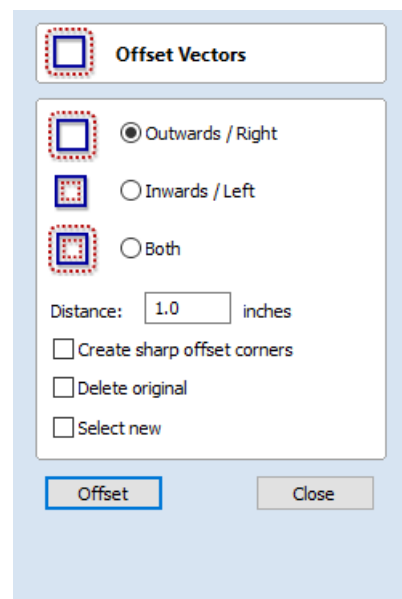 Offset Vectors
Outwards / Right
Inwards / Left
Both
Distance: 1.0 inches
Create sharp offset corners
Delete original
Select new
Offset Close